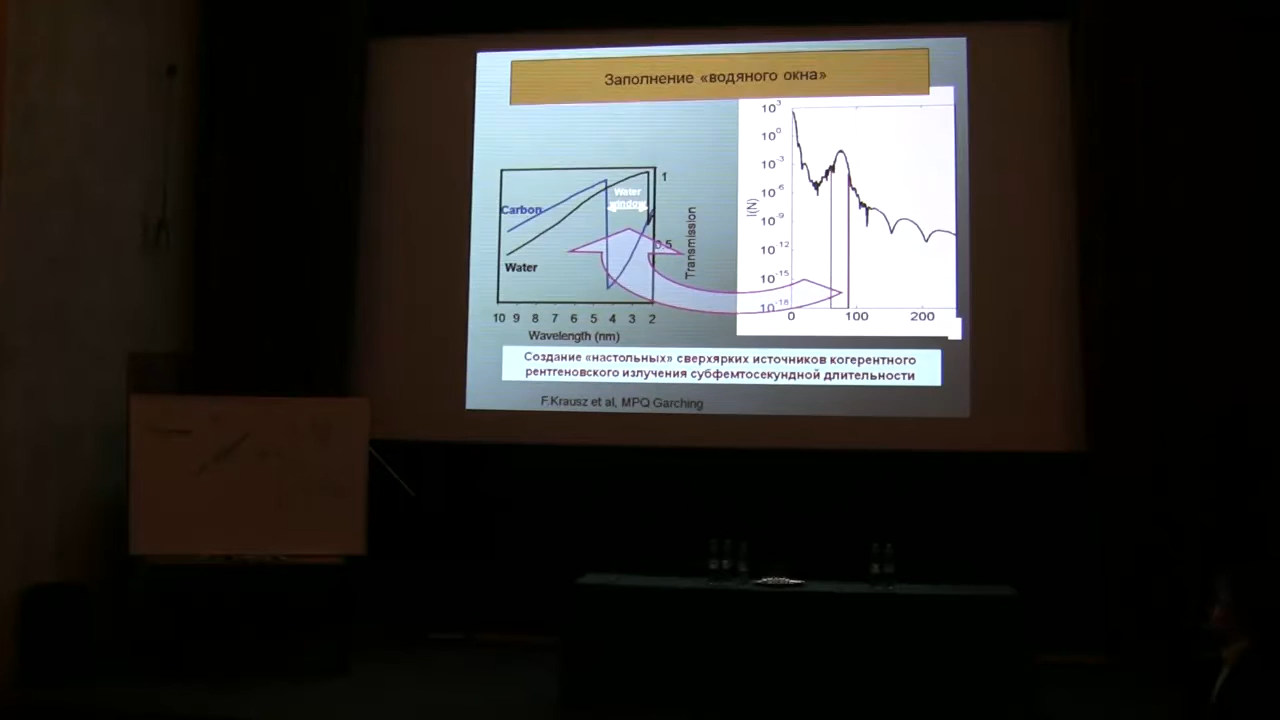 Заполнение «водяного окна»
Carbon
Water
Water
window
1
0.5
Transmission
10 9 8 7 6 5 4 3 2
Wavelength (nm)
10³
10⁰
10⁻³
10⁻⁶
10⁻⁹
10⁻¹²
10⁻¹⁵
10⁻¹⁸
I(N)
0 100 200
Создание «настольных» сверхярких источников когерентного
рентгеновского излучения субфемтосекундной длительности
F.Krausz et al, MPQ Garching